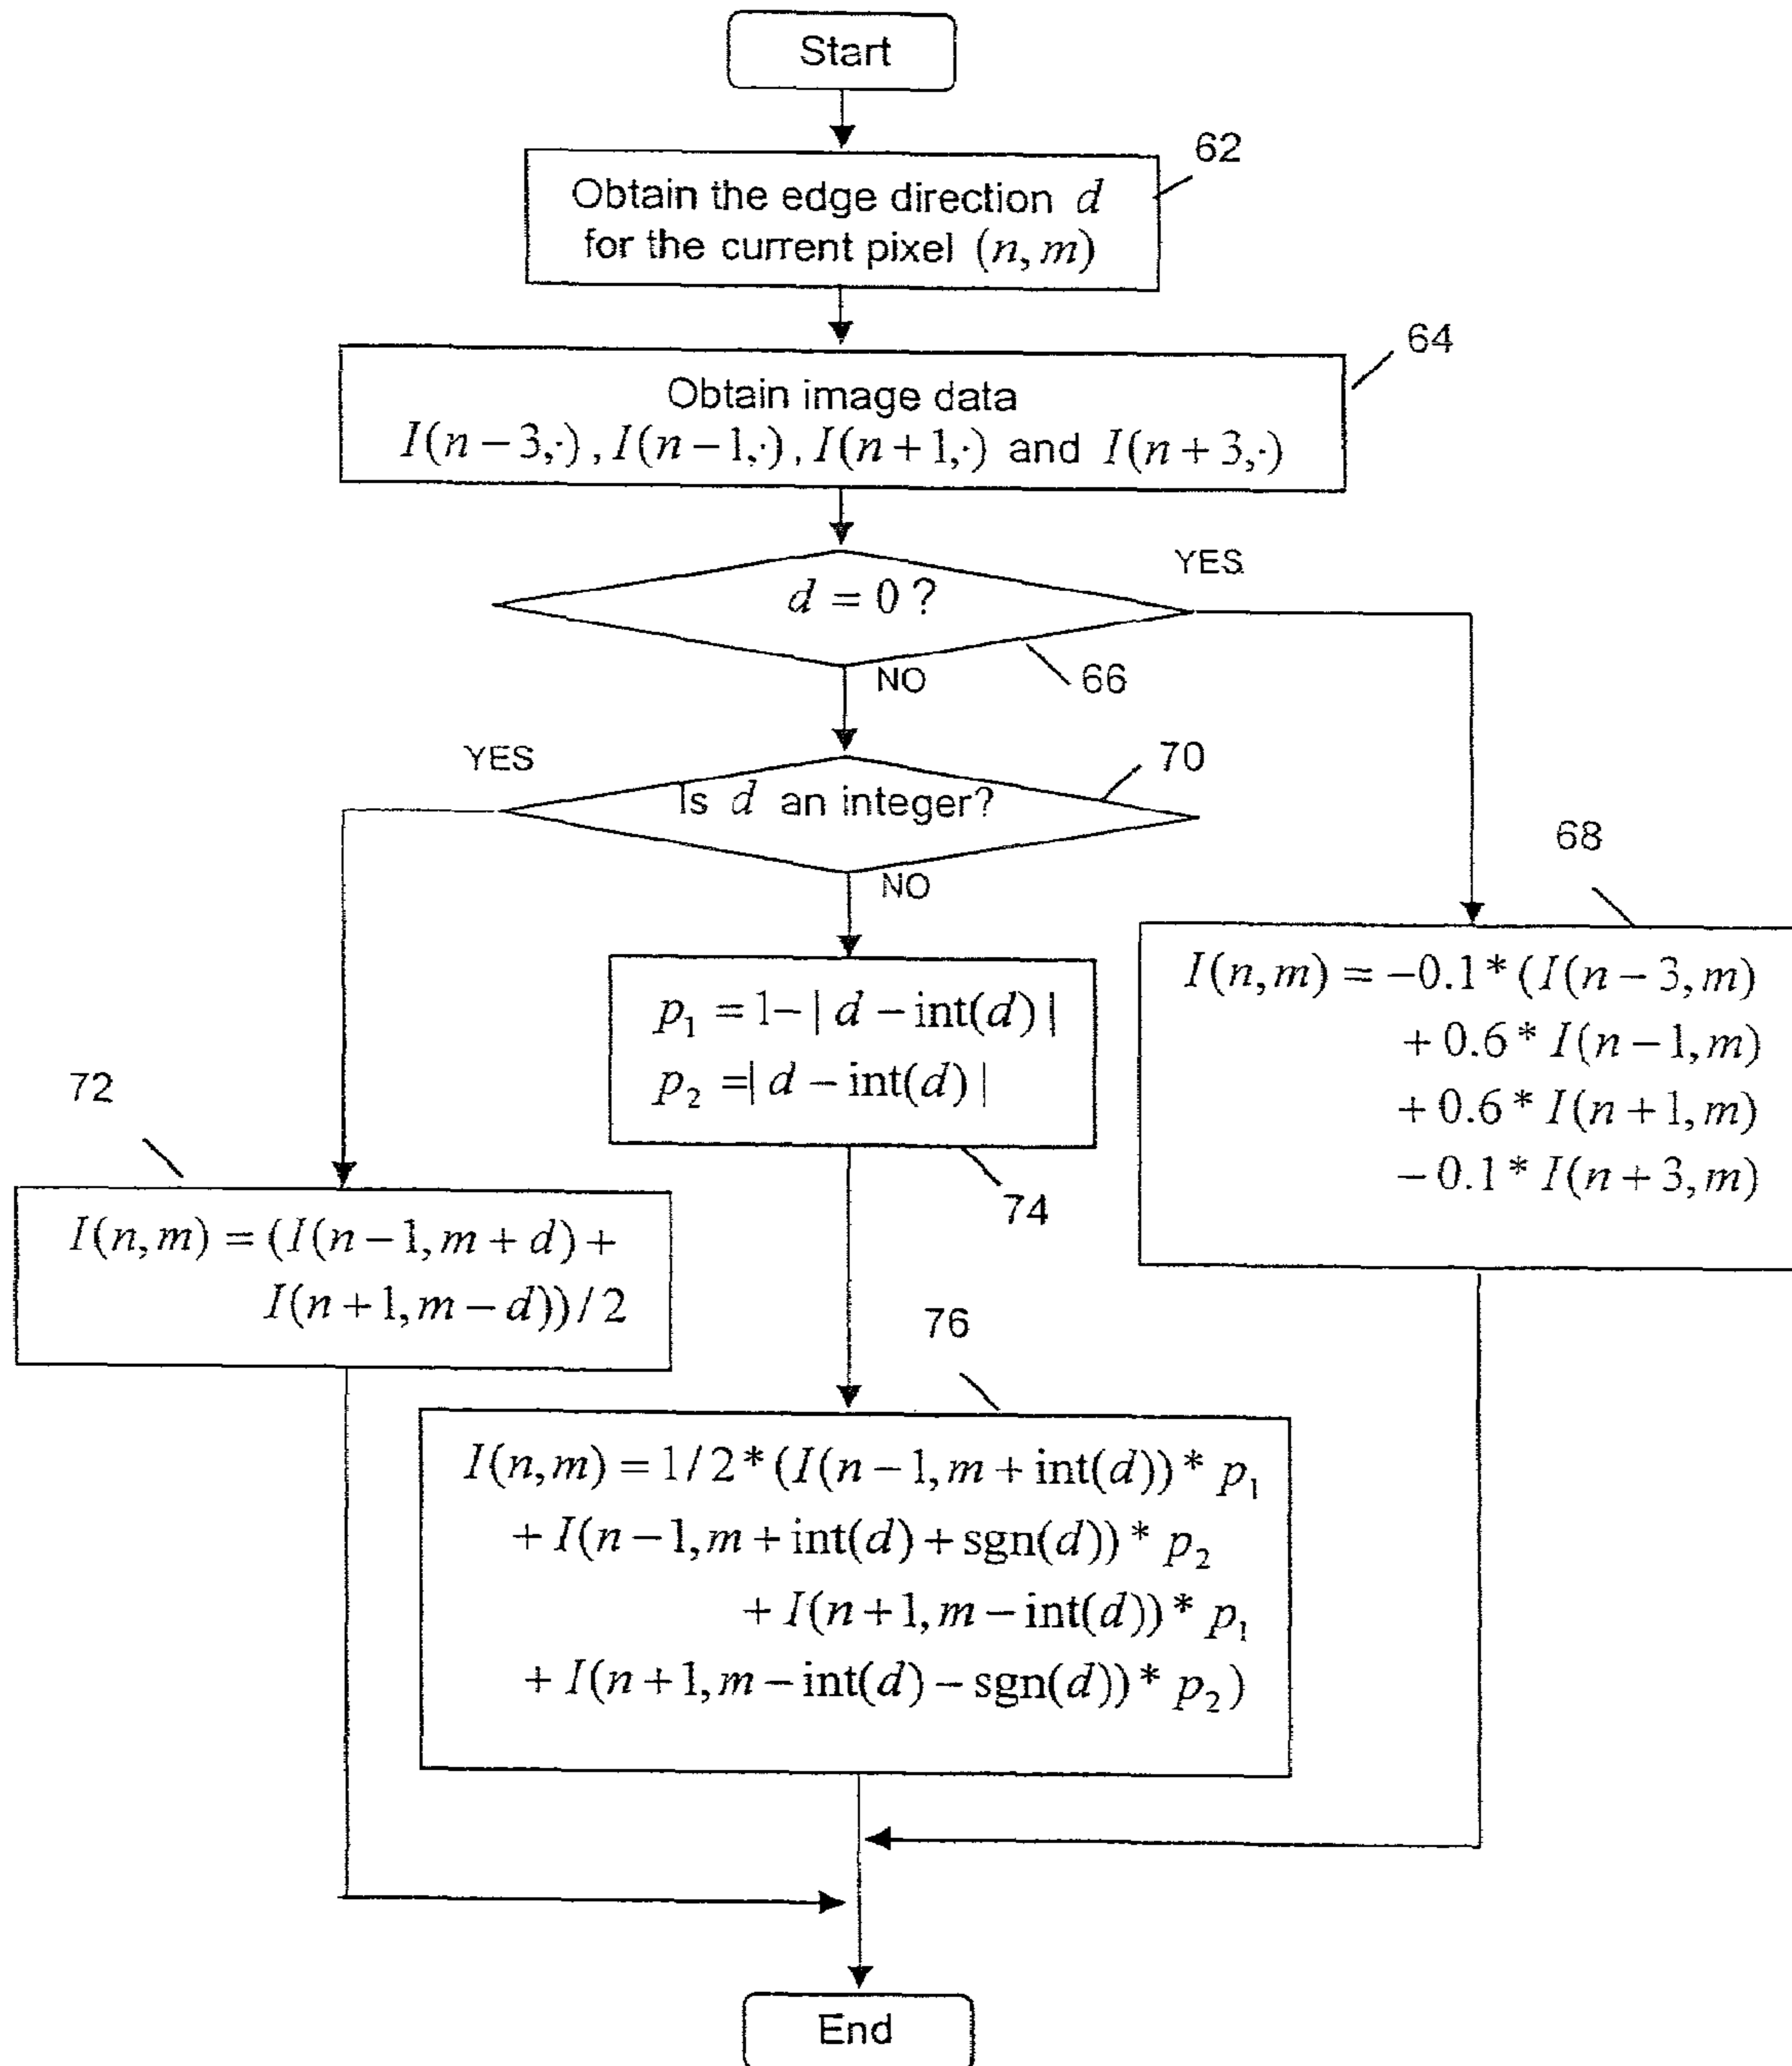 Start
62
Obtain the edge direction d
for the current pixel (n, m)
64
Obtain image data
I(n − 3,·), I(n − 1,·), I(n + 1,·) and I(n + 3,·)
YES
d = 0 ?
66
NO
YES
70
Is d an integer?
NO
68
I(n, m) = −0.1 * (I(n − 3, m)
+ 0.6 * I(n − 1, m)
+ 0.6 * I(n + 1, m)
− 0.1 * I(n + 3, m)
p₁ = 1− | d − int(d) |
p₂ =| d − int(d) |
74
72
I(n, m) = (I(n − 1, m + d) +
I(n + 1, m − d)) / 2
76
I(n, m) = 1 / 2 * (I(n − 1, m + int(d)) * p₁
+ I(n − 1, m + int(d) + sgn(d)) * p₂
+ I(n + 1, m − int(d)) * p₁
+ I(n + 1, m − int(d) − sgn(d)) * p₂)
End